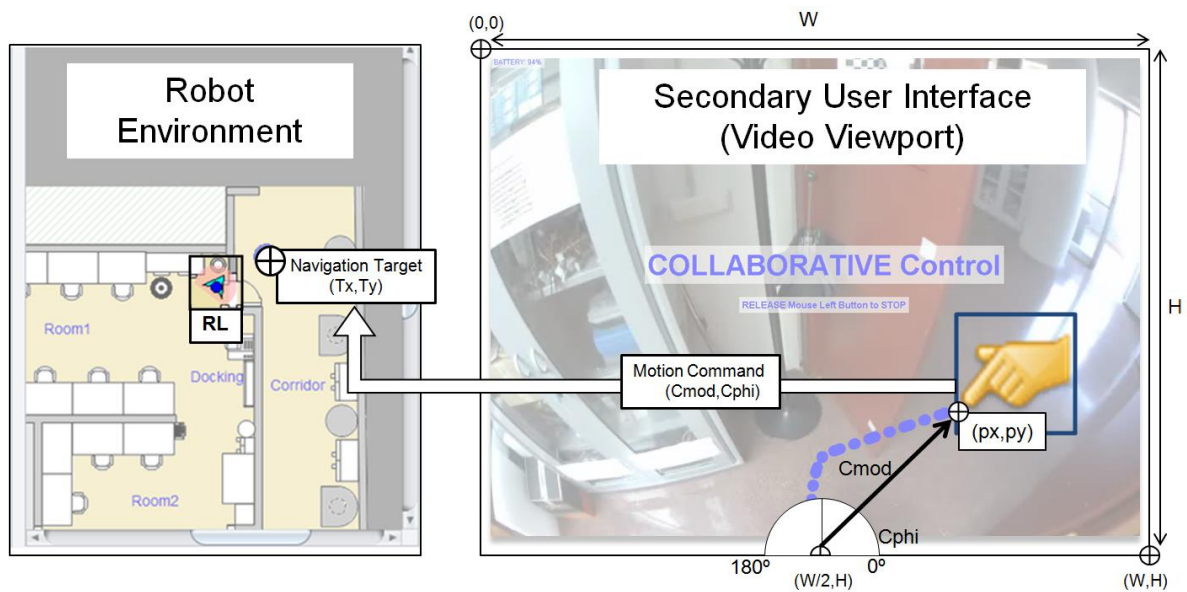 Robot
Environment
Room1
RL
Docking
Corridor
Room2
Navigation Target
(Tx,Ty)
(0,0)
W
BATTERY: 94%
Secondary User Interface
(Video Viewport)
COLLABORATIVE Control
RELEASE Mouse Left Button to STOP
H
Motion Command
(Cmod,Cphi)
(px,py)
Cmod
Cphi
180º
0º
(W/2,H)
(W,H)